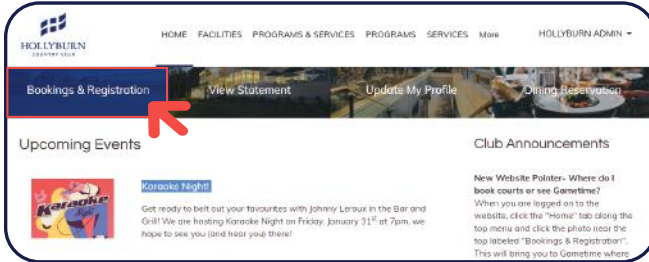 HOLLYBURN
COUNTRY CLUB
HOME FACILITIES PROGRAMS & SERVICES PROGRAMS SERVICES More HOLLYBURN ADMIN
Bookings & Registration
View Statement
Update My Profile
Dining Reservation
Upcoming Events
Karaoke
Night
Karaoke Night!
Get ready to belt out your favourites with Johnny Leroux in the Bar and
Grill! We are hosting Karaoke Night on Friday, January 31st at 7pm, we
hope to see you (and hear you) there!
Club Announcements
New Website Pointer- Where do I
book courts or see Gametime?
When you are logged on to the
website, click the "Home" tab along the
top menu and click the photo near the
top labeled "Bookings & Registration".
This will bring you to Gametime where